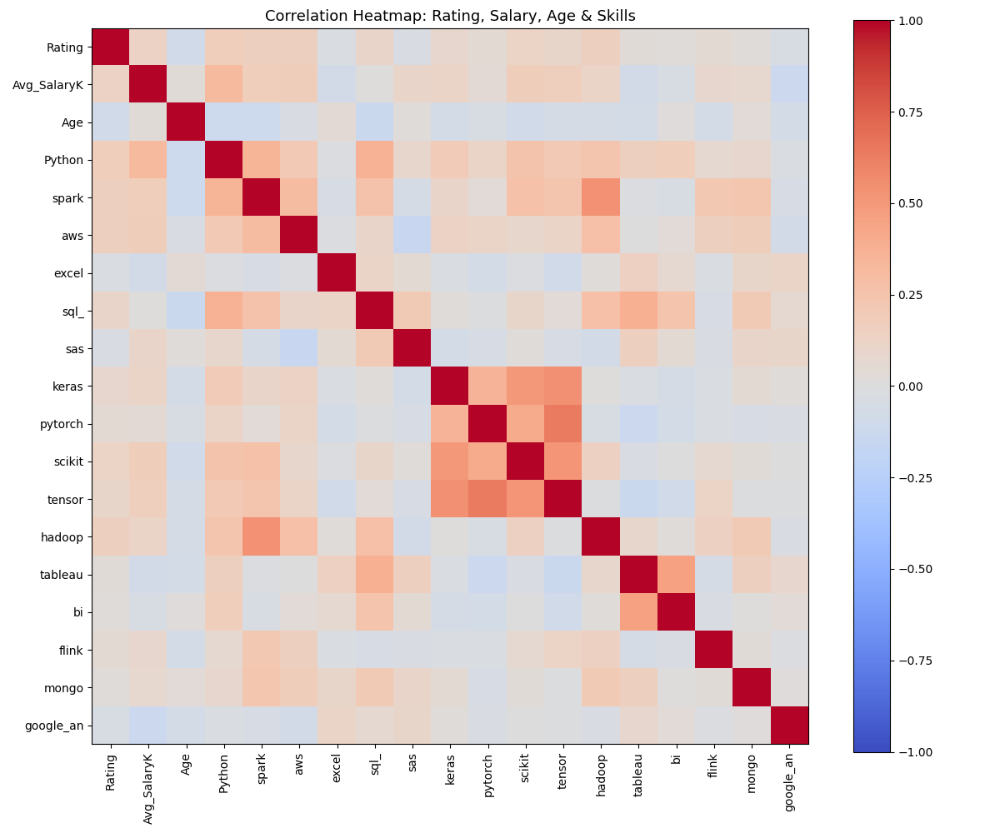 Correlation Heatmap: Rating, Salary, Age & Skills
Rating
Avg_SalaryK
Age
Python
spark
aws
excel
sql_
sas
keras
pytorch
scikit
tensor
hadoop
tableau
bi
flink
mongo
google_an
Rating
Avg_SalaryK
Age
Python
spark
aws
excel
sql_
sas
keras
pytorch
scikit
tensor
hadoop
tableau
bi
flink
mongo
google_an
1.00
0.75
0.50
0.25
0.00
−0.25
−0.50
−0.75
−1.00